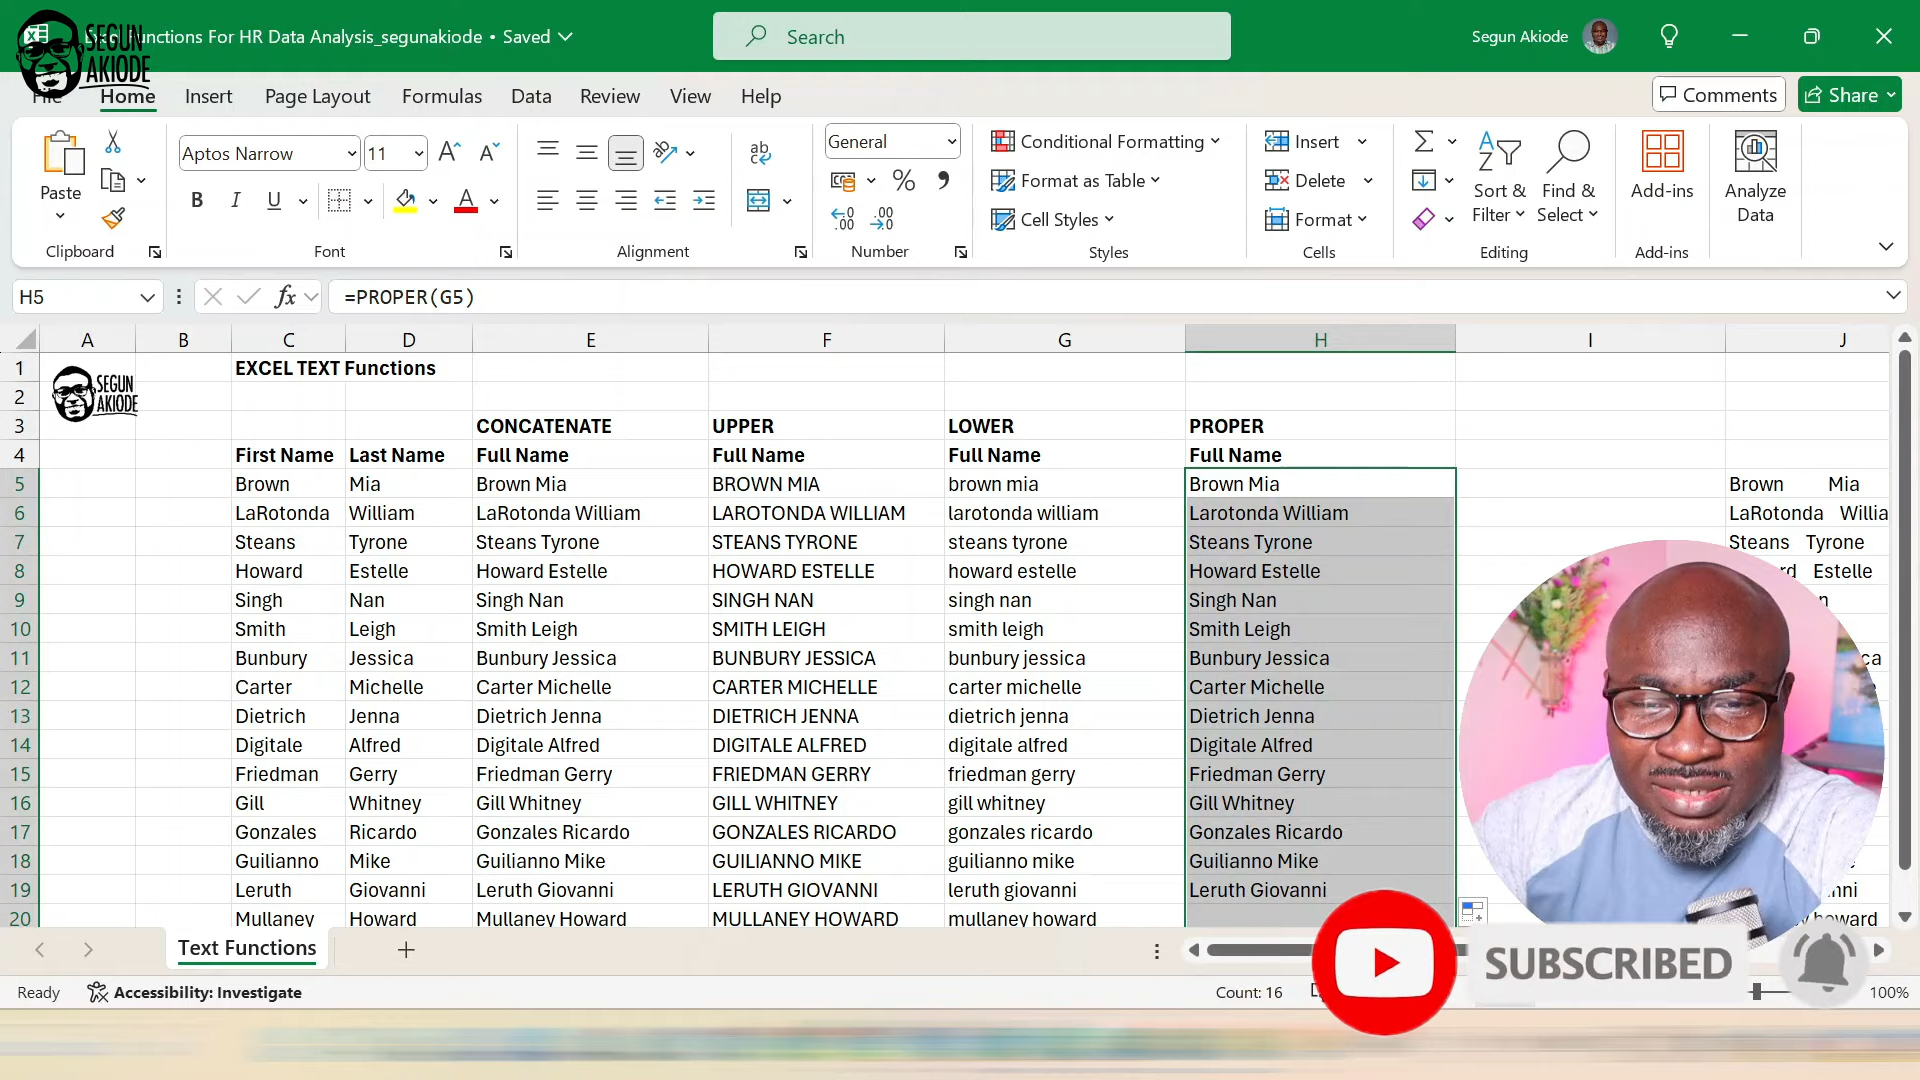 SEGUN
AKIODE
Functions For HR Data Analysis_segunakiode • Saved
Search
Segun Akiode
File Home Insert Page Layout Formulas Data Review View Help
Comments Share
Paste
Clipboard
Aptos Narrow 11
B I U A
Font
ab
Alignment
General
% ,
Number
Conditional Formatting
Format as Table
Cell Styles
Styles
Insert
Delete
Format
Cells
Sort & Filter
Find & Select
Editing
Add-ins
Add-ins
Analyze Data
H5 fx =PROPER(G5)
A B C D E F G H I J
1 EXCEL TEXT Functions
SEGUN
AKIODE
2
3 CONCATENATE UPPER LOWER PROPER
4 First Name Last Name Full Name Full Name Full Name Full Name
5 Brown Mia Brown Mia BROWN MIA brown mia Brown Mia Brown Mia
6 LaRotonda William LaRotonda William LAROTONDA WILLIAM larotonda william Larotonda William LaRotonda Willia
7 Steans Tyrone Steans Tyrone STEANS TYRONE steans tyrone Steans Tyrone Steans Tyrone
8 Howard Estelle Howard Estelle HOWARD ESTELLE howard estelle Howard Estelle rd Estelle
9 Singh Nan Singh Nan SINGH NAN singh nan Singh Nan n
10 Smith Leigh Smith Leigh SMITH LEIGH smith leigh Smith Leigh
11 Bunbury Jessica Bunbury Jessica BUNBURY JESSICA bunbury jessica Bunbury Jessica ca
12 Carter Michelle Carter Michelle CARTER MICHELLE carter michelle Carter Michelle
13 Dietrich Jenna Dietrich Jenna DIETRICH JENNA dietrich jenna Dietrich Jenna
14 Digitale Alfred Digitale Alfred DIGITALE ALFRED digitale alfred Digitale Alfred
15 Friedman Gerry Friedman Gerry FRIEDMAN GERRY friedman gerry Friedman Gerry
16 Gill Whitney Gill Whitney GILL WHITNEY gill whitney Gill Whitney
17 Gonzales Ricardo Gonzales Ricardo GONZALES RICARDO gonzales ricardo Gonzales Ricardo
18 Guilianno Mike Guilianno Mike GUILIANNO MIKE guilianno mike Guilianno Mike
19 Leruth Giovanni Leruth Giovanni LERUTH GIOVANNI leruth giovanni Leruth Giovanni nni
20 Mullaney Howard Mullaney Howard MULLANEY HOWARD mullaney howard howard
Text Functions
SUBSCRIBED
Ready Accessibility: Investigate Count: 16 100%